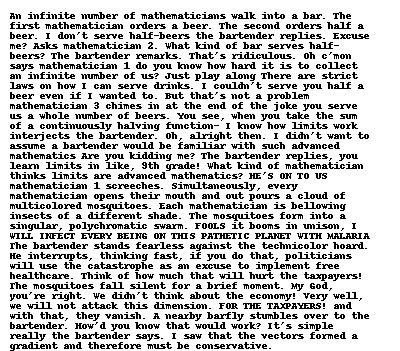 An infinite number of mathematicians walk into a bar. The
first mathematician orders a beer. The second orders half a
beer. I don't serve half-beers the bartender replies. Excuse
me? Asks mathematician 2. What kind of bar serves half-
beers? The bartender remarks. That's ridiculous. Oh c'mon
says mathematician 1 do you know how hard it is to collect
an infinite number of us? Just play along There are strict
laws on how I can serve drinks. I couldn't serve you half a
beer even if I wanted to. But that's not a problem
mathematician 3 chimes in at the end of the joke you serve
us a whole number of beers. You see, when you take the sum
of a continuously halving function- I know how limits work
interjects the bartender. Oh, alright then. I didn't want to
assume a bartender would be familiar with such advanced
mathematics Are you kidding me? The bartender replies, you
learn limits in like, 9th grade! What kind of mathematician
thinks limits are advanced mathematics? HE'S ON TO US
mathematician 1 screeches. Simultaneously, every
mathematician opens their mouth and out pours a cloud of
multicolored mosquitoes. Each mathematician is bellowing
insects of a different shade. The mosquitoes form into a
singular, polychromatic swarm. FOOLS it booms in unison, I
WILL INFECT EVERY BEING ON THIS PATHETIC PLANET WITH MALARIA
The bartender stands fearless against the technicolor hoard.
He interrupts, thinking fast, if you do that, politicians
will use the catastrophe as an excuse to implement free
healthcare. Think of how much that will hurt the taxpayers!
The mosquitoes fall silent for a brief moment. My God,
you're right. We didn't think about the economy! Very well,
we will not attack this dimension. FOR THE TAXPAYERS! and
with that, they vanish. A nearby barfly stumbles over to the
bartender. How'd you know that would work? It's simple
really the bartender says. I saw that the vectors formed a
gradient and therefore must be conservative.